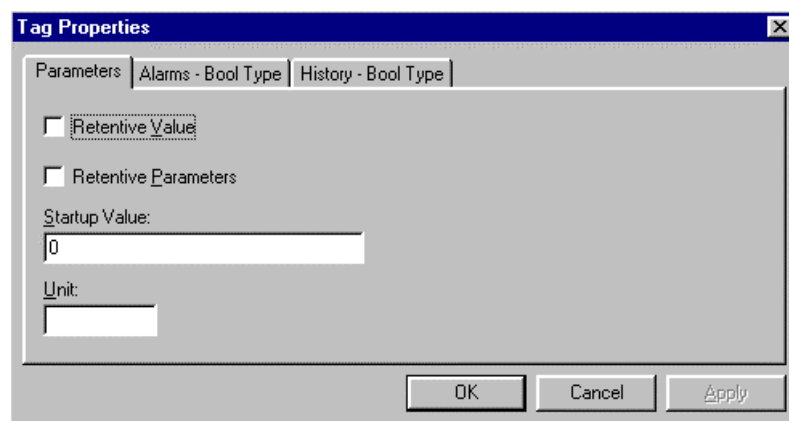 Tag Properties
Parameters Alarms - Bool Type History - Bool Type
Retentive Value
Retentive Parameters
Startup Value:
0
Unit:
OK Cancel Apply